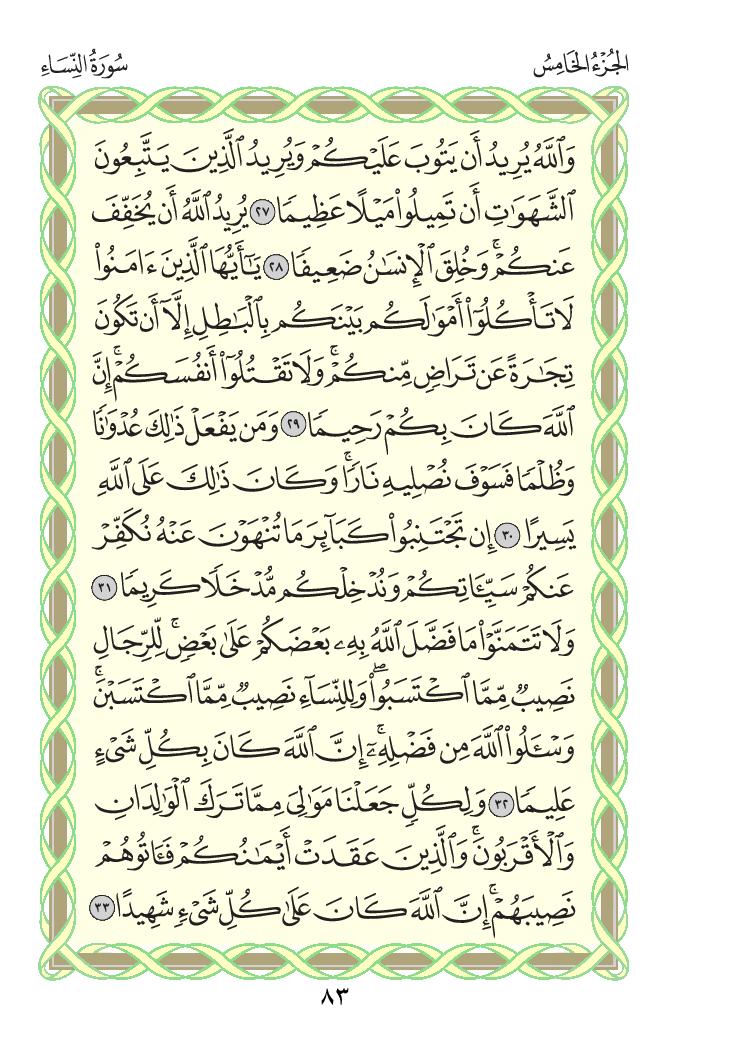 الجُزْءُ الخَامِسُ
سُورَةُ النِّسَاءِ
وَٱللَّهُ يُرِيدُ أَن يَتُوبَ عَلَيْكُمْ وَيُرِيدُ ٱلَّذِينَ يَتَّبِعُونَ
ٱلشَّهَوَٰتِ أَن تَمِيلُوا۟ مَيْلًا عَظِيمًا ٢٧ يُرِيدُ ٱللَّهُ أَن يُخَفِّفَ
عَنكُمْ ۚ وَخُلِقَ ٱلْإِنسَٰنُ ضَعِيفًا ٢٨ يَٰٓأَيُّهَا ٱلَّذِينَ ءَامَنُوا۟
لَا تَأْكُلُوٓا۟ أَمْوَٰلَكُم بَيْنَكُم بِٱلْبَٰطِلِ إِلَّآ أَن تَكُونَ
تِجَٰرَةً عَن تَرَاضٍ مِّنكُمْ ۚ وَلَا تَقْتُلُوٓا۟ أَنفُسَكُمْ ۚ إِنَّ
ٱللَّهَ كَانَ بِكُمْ رَحِيمًا ٢٩ وَمَن يَفْعَلْ ذَٰلِكَ عُدْوَٰنًا
وَظُلْمًا فَسَوْفَ نُصْلِيهِ نَارًا ۚ وَكَانَ ذَٰلِكَ عَلَى ٱللَّهِ
يَسِيرًا ٣٠ إِن تَجْتَنِبُوا۟ كَبَآئِرَ مَا تُنْهَوْنَ عَنْهُ نُكَفِّرْ
عَنكُمْ سَيِّـَٔاتِكُمْ وَنُدْخِلْكُم مُّدْخَلًا كَرِيمًا ٣١
وَلَا تَتَمَنَّوْا۟ مَا فَضَّلَ ٱللَّهُ بِهِۦ بَعْضَكُمْ عَلَىٰ بَعْضٍ ۚ لِّلرِّجَالِ
نَصِيبٌ مِّمَّا ٱكْتَسَبُوا۟ ۖ وَلِلنِّسَآءِ نَصِيبٌ مِّمَّا ٱكْتَسَبْنَ ۚ
وَسْـَٔلُوا۟ ٱللَّهَ مِن فَضْلِهِۦٓ ۗ إِنَّ ٱللَّهَ كَانَ بِكُلِّ شَىْءٍ
عَلِيمًا ٣٢ وَلِكُلٍّ جَعَلْنَا مَوَٰلِىَ مِمَّا تَرَكَ ٱلْوَٰلِدَانِ
وَٱلْأَقْرَبُونَ ۚ وَٱلَّذِينَ عَقَدَتْ أَيْمَٰنُكُمْ فَـَٔاتُوهُمْ
نَصِيبَهُمْ ۚ إِنَّ ٱللَّهَ كَانَ عَلَىٰ كُلِّ شَىْءٍ شَهِيدًا ٣٣
٨٣